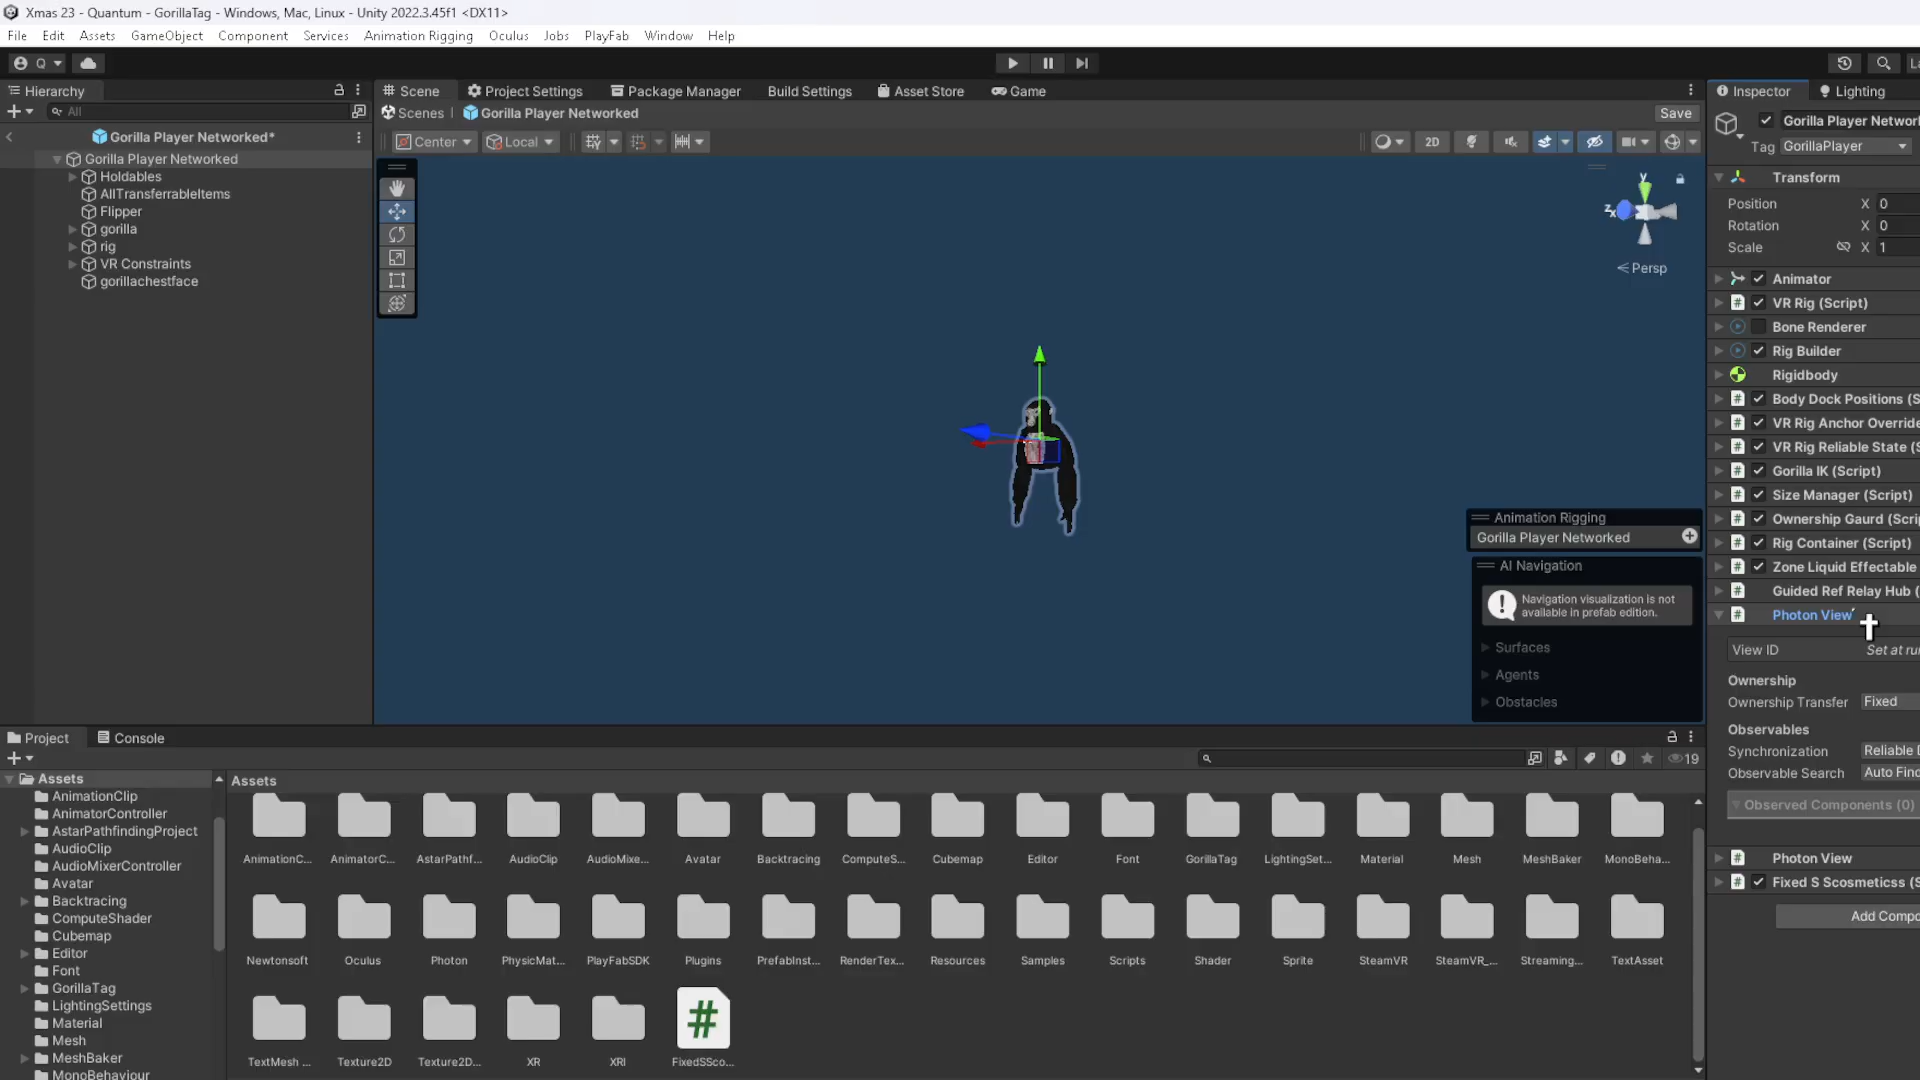 Xmas 23 - Quantum - GorillaTag - Windows, Mac, Linux - Unity 2022.3.45f1 <DX11>
File Edit Assets GameObject Component Services Animation Rigging Oculus Jobs PlayFab Window Help
Q
Hierarchy
All
Gorilla Player Networked*
Gorilla Player Networked
Holdables
AllTransferrableItems
Flipper
gorilla
rig
VR Constraints
gorillachestface
Scene Project Settings Package Manager Build Settings Asset Store Game
Scenes Gorilla Player Networked Save
Center Local 2D
y
Persp
Animation Rigging
Gorilla Player Networked
AI Navigation
Navigation visualization is not
available in prefab edition.
Surfaces
Agents
Obstacles
Inspector Lighting
Gorilla Player Networ
Tag GorillaPlayer
Transform
Position X 0
Rotation X 0
Scale X 1
Animator
VR Rig (Script)
Bone Renderer
Rig Builder
Rigidbody
Body Dock Positions (S
VR Rig Anchor Override
VR Rig Reliable State (S
Gorilla IK (Script)
Size Manager (Script)
Ownership Gaurd (Scri
Rig Container (Script)
Zone Liquid Effectable
Guided Ref Relay Hub (
Photon View
View ID Set at ru
Ownership
Ownership Transfer Fixed
Observables
Synchronization Reliable D
Observable Search Auto Find
Observed Components (0)
Photon View
Fixed S Scosmeticss (S
Add Compo
Project Console
19
Assets
AnimationClip
AnimatorController
AstarPathfindingProject
AudioClip
AudioMixerController
Avatar
Backtracing
ComputeShader
Cubemap
Editor
Font
GorillaTag
LightingSettings
Material
Mesh
MeshBaker
MonoBehaviour
Assets
AnimationC... AnimatorC... AstarPathf... AudioClip AudioMixe... Avatar Backtracing ComputeS... Cubemap Editor Font GorillaTag LightingSet... Material Mesh MeshBaker MonoBeha...
Newtonsoft Oculus Photon PhysicMat... PlayFabSDK Plugins PrefabInst... RenderTex... Resources Samples Scripts Shader Sprite SteamVR SteamVR_... Streaming... TextAsset
TextMesh ... Texture2D Texture2D... XR XRI FixedSSco...